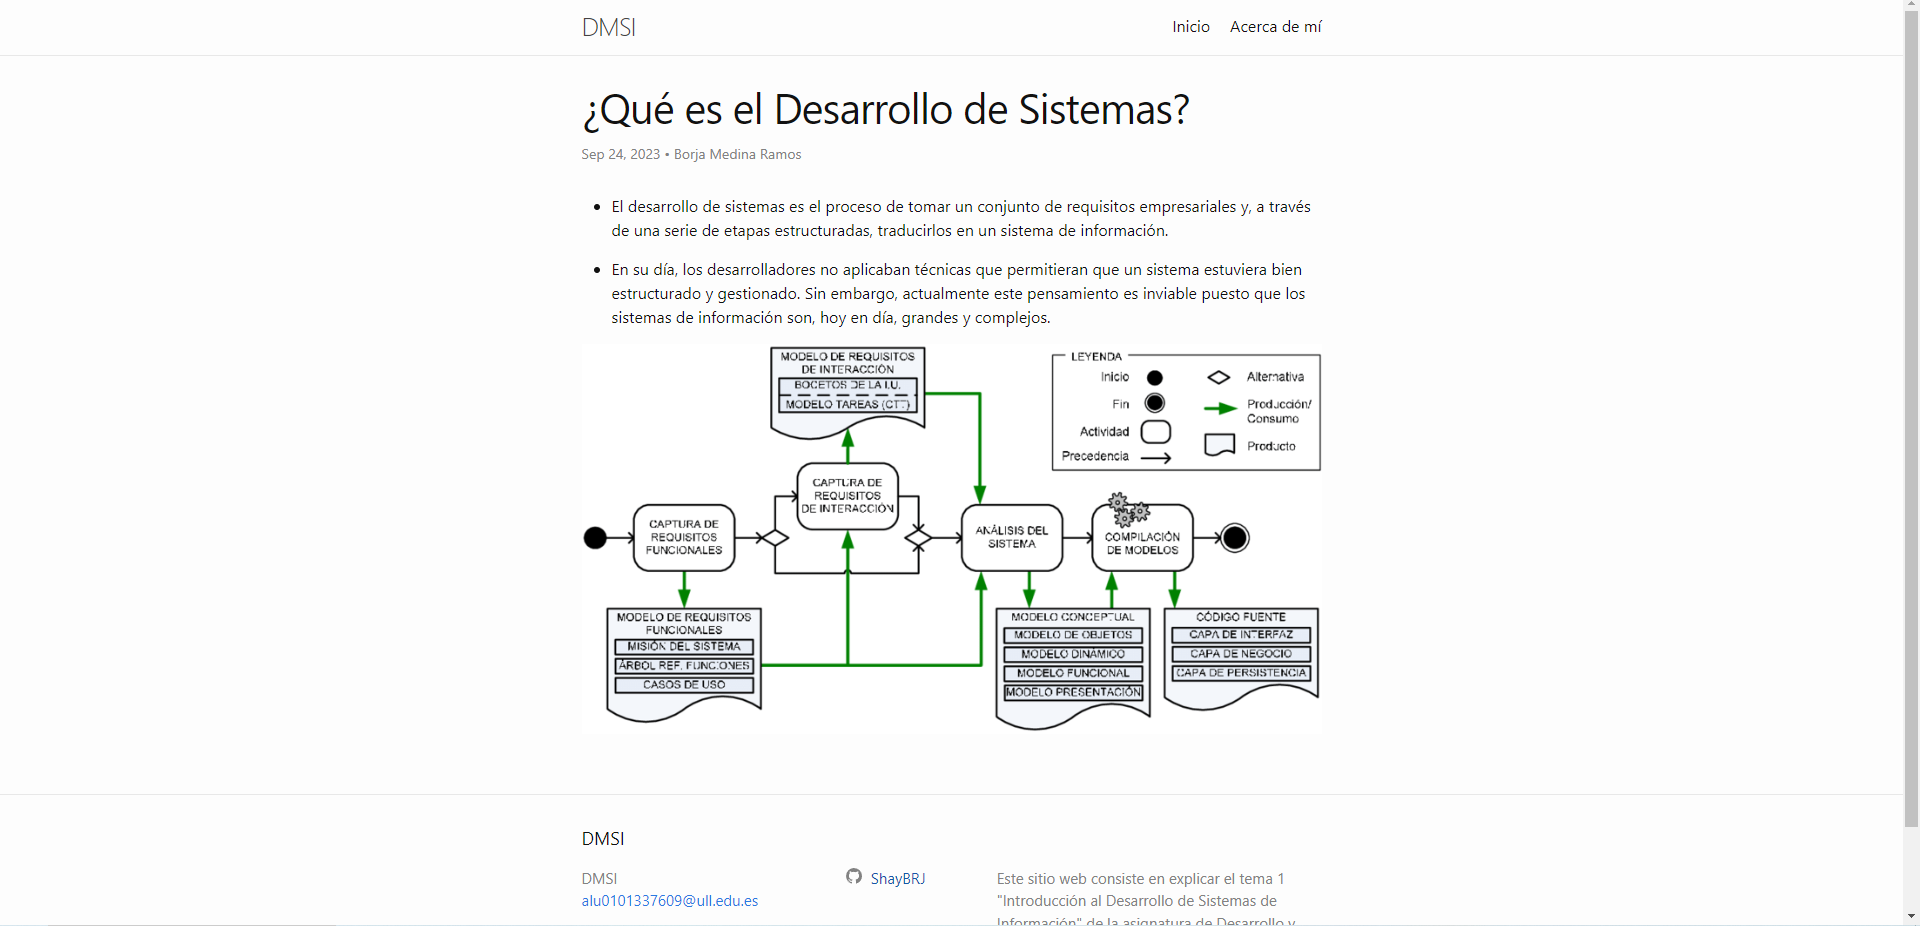 DMSI
Inicio
Acerca de mí
¿Qué es el Desarrollo de Sistemas?
Sep 24, 2023 • Borja Medina Ramos
El desarrollo de sistemas es el proceso de tomar un conjunto de requisitos empresariales y, a través
de una serie de etapas estructuradas, traducirlos en un sistema de información.
En su día, los desarrolladores no aplicaban técnicas que permitieran que un sistema estuviera bien
estructurado y gestionado. Sin embargo, actualmente este pensamiento es inviable puesto que los
sistemas de información son, hoy en día, grandes y complejos.
MODELO DE REQUISITOS
DE INTERACCIÓN
BOCETOS DE LA I.U.
MODELO TAREAS (CTT)
LEYENDA
Inicio
Alternativa
Fin
Producción/
Consumo
Actividad
Producto
Precedencia
CAPTURA DE
REQUISITOS
FUNCIONALES
CAPTURA DE
REQUISITOS
DE INTERACCIÓN
ANÁLISIS DEL
SISTEMA
COMPILACIÓN
DE MODELOS
MODELO DE REQUISITOS
FUNCIONALES
MISIÓN DEL SISTEMA
ÁRBOL REF. FUNCIONES
CASOS DE USO
MODELO CONCEPTUAL
MODELO DE OBJETOS
MODELO DINÁMICO
MODELO FUNCIONAL
MODELO PRESENTACIÓN
CÓDIGO FUENTE
CAPA DE INTERFAZ
CAPA DE NEGOCIO
CAPA DE PERSISTENCIA
DMSI
DMSI
alu0101337609@ull.edu.es
ShayBRJ
Este sitio web consiste en explicar el tema 1
"Introducción al Desarrollo de Sistemas de
Información" de la asignatura de Desarrollo y